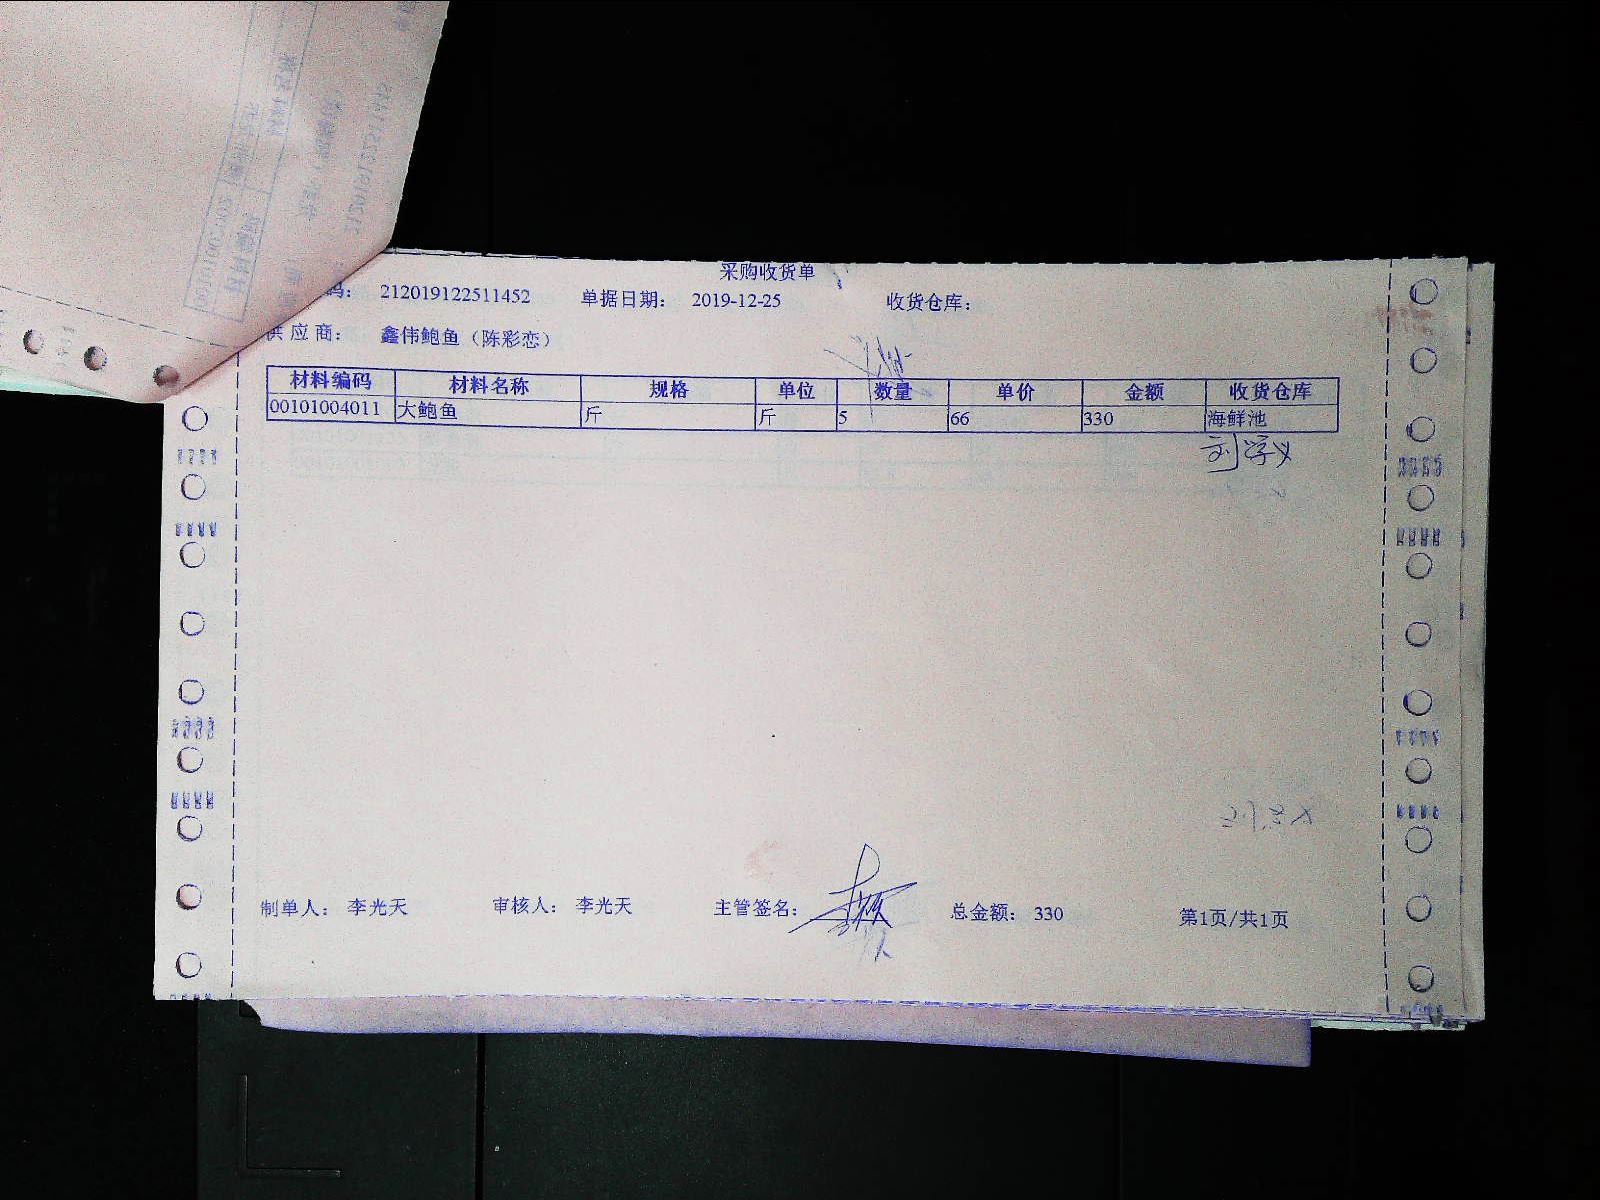 采购收货单
码： 212019122511452 单据日期： 2019-12-25 收货仓库：
供应商： 鑫伟鲍鱼（陈彩恋）
材料编码 材料名称 规格 单位 数量 单价 金额 收货仓库
00101004011 大鲍鱼 斤 斤 5 66 330 海鲜池
刘学义
制单人： 李光天 审核人： 李光天 主管签名： 总金额： 330 第1页/共1页